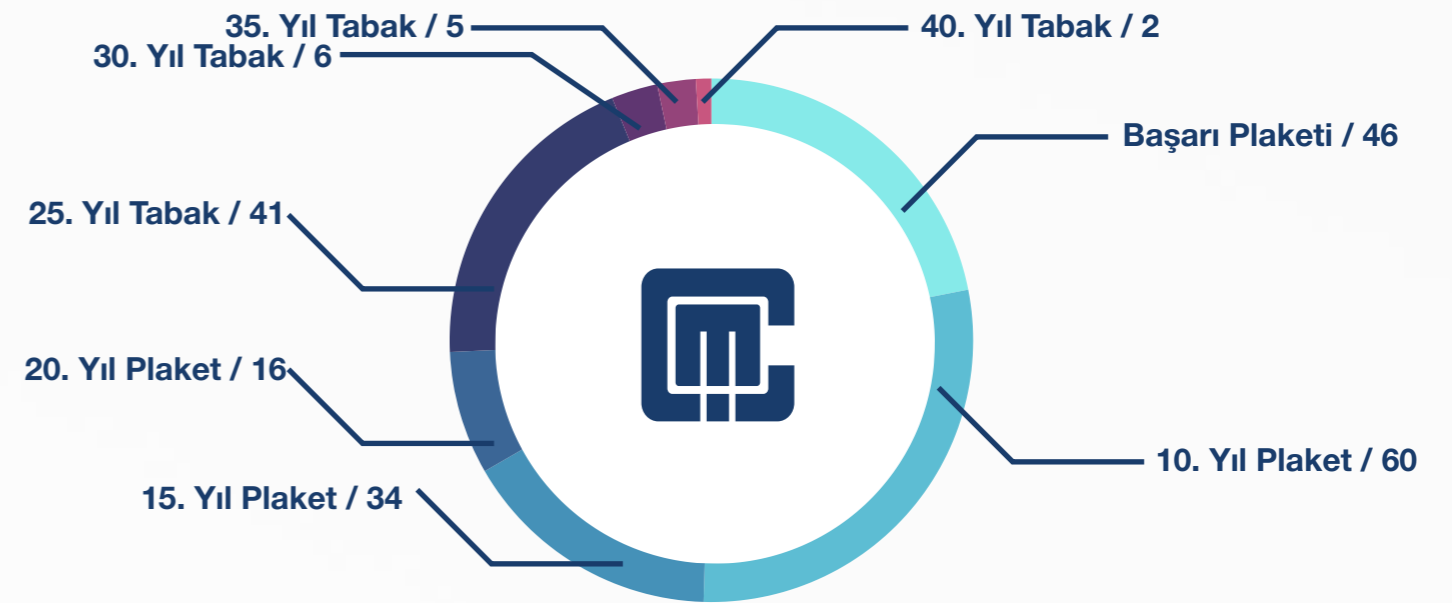 35. Yıl Tabak / 5
40. Yıl Tabak / 2
30. Yıl Tabak / 6
Başarı Plaketi / 46
25. Yıl Tabak / 41
20. Yıl Plaket / 16
10. Yıl Plaket / 60
15. Yıl Plaket / 34